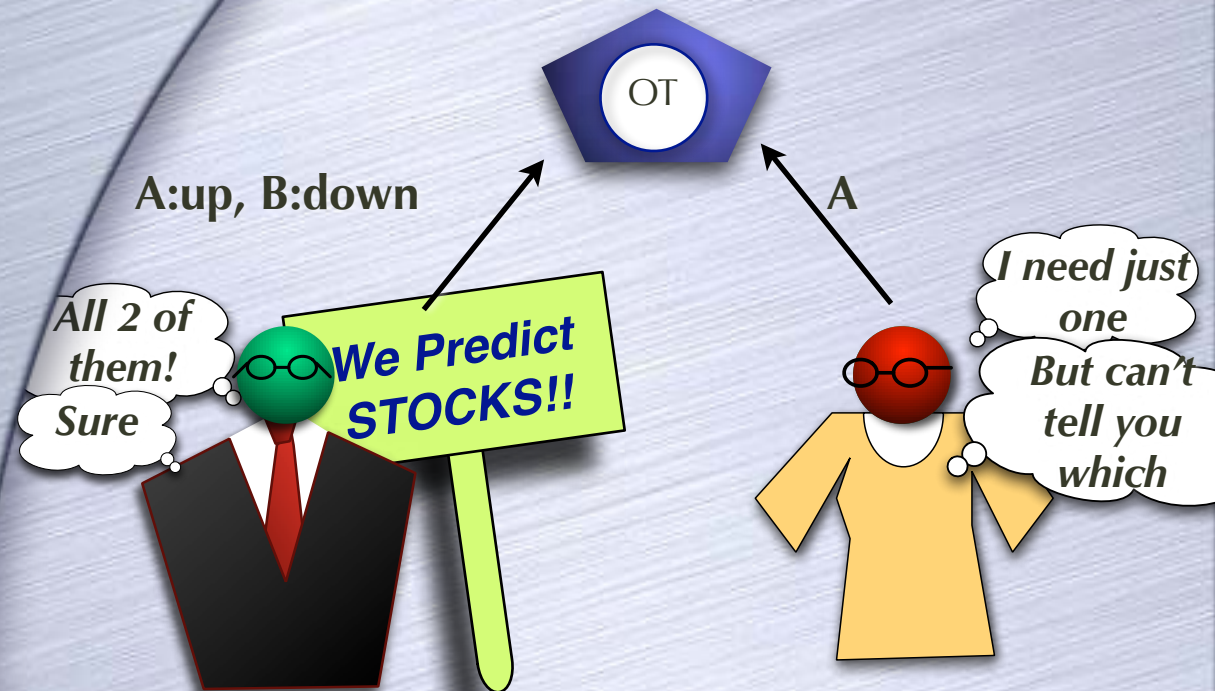 OT
A:up, B:down
A
I need just
one
But can't
tell you
which
All 2 of
them!
Sure
We Predict
STOCKS!!